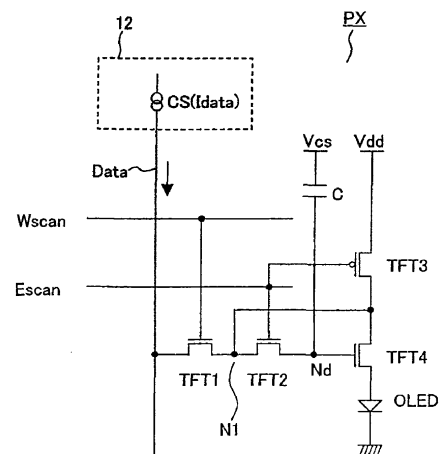 12
PX
CS(Idata)
Vcs
Vdd
Data
C
Wscan
TFT3
Escan
TFT4
TFT1
TFT2
Nd
OLED
N1